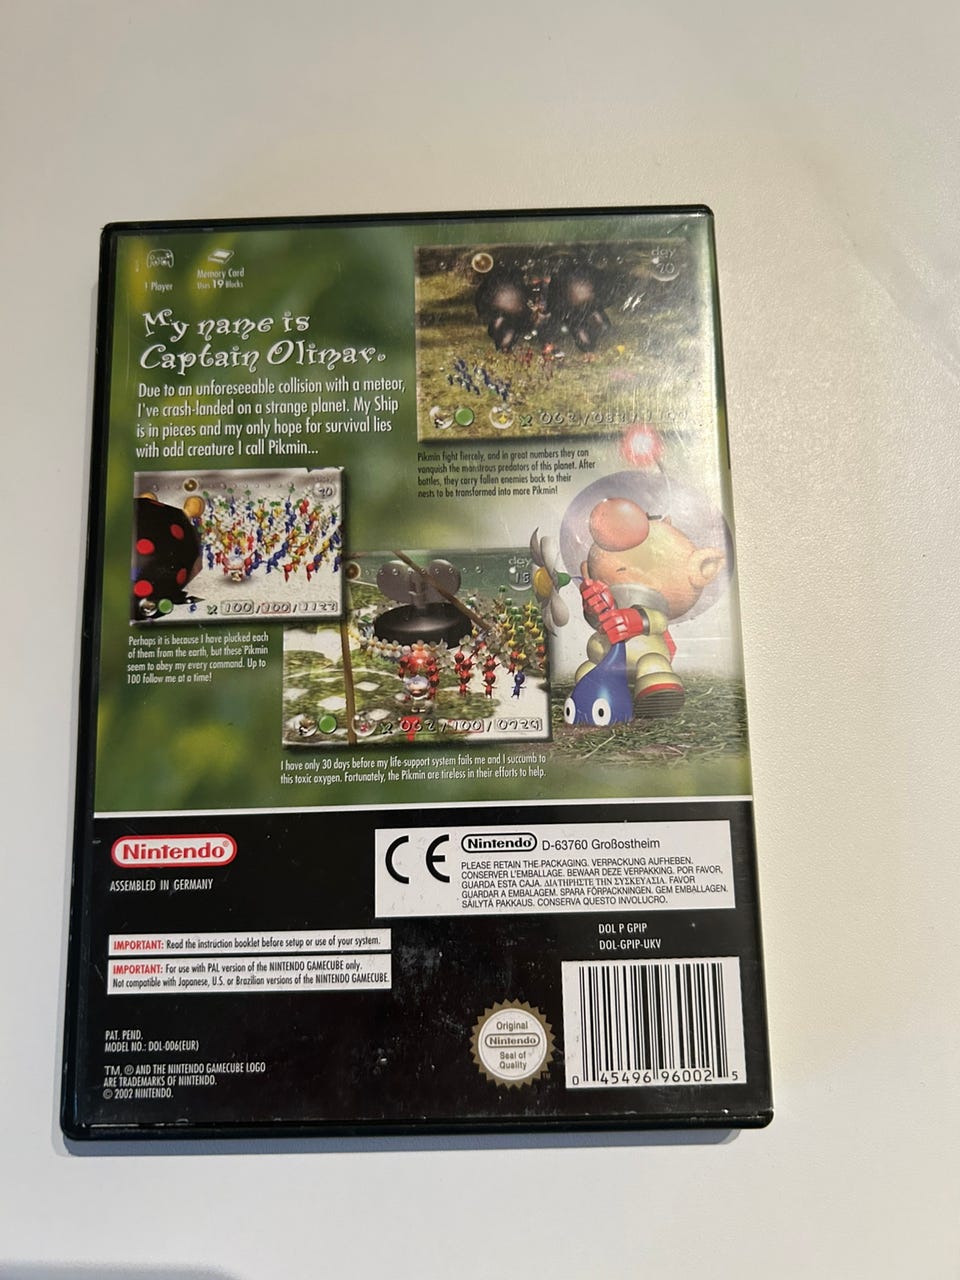 1 Player
Memory Card
Uses 19 Blocks
My name is
Captain Olimar.
Due to an unforeseeable collision with a meteor,
I've crash-landed on a strange planet. My Ship
is in pieces and my only hope for survival lies
with odd creature I call Pikmin...
day
Pikmin fight fiercely, and in great numbers they can
vanquish the monstrous predators of this planet. After
battles, they carry fallen enemies back to their
nests to be transformed into more Pikmin!
x 100/100/1127
Perhaps it is because I have plucked each
of them from the earth, but these Pikmin
seem to obey my every command. Up to
100 follow me at a time!
day
18
x 062/100/0729
I have only 30 days before my life-support system fails me and I succumb to
this toxic oxygen. Fortunately, the Pikmin are tireless in their efforts to help.
Nintendo®
ASSEMBLED IN GERMANY
CE Nintendo® D-63760 Großostheim
PLEASE RETAIN THE PACKAGING. VERPACKUNG AUFHEBEN.
CONSERVER L'EMBALLAGE. BEWAAR DEZE VERPAKKING. POR FAVOR,
GUARDA ESTA CAJA. ΔΙΑΤΗΡΗΣΤΕ ΤΗΝ ΣΥΣΚΕΥΑΣΙΑ. FAVOR
GUARDAR A EMBALAGEM. SPARA FÖRPACKNINGEN. GEM EMBALLAGEN.
SÄILYTÄ PAKKAUS. CONSERVA QUESTO INVOLUCRO.
DOL P GPIP
DOL-GPIP-UKV
IMPORTANT: Read the instruction booklet before setup or use of your system.
IMPORTANT: For use with PAL version of the NINTENDO GAMECUBE only.
Not compatible with Japanese, U.S. or Brazilian versions of the NINTENDO GAMECUBE.
PAT. PEND.
MODEL NO.: DOL-006(EUR)
TM, ® AND THE NINTENDO GAMECUBE LOGO
ARE TRADEMARKS OF NINTENDO.
© 2002 NINTENDO.
Original
Nintendo
Seal of
Quality
TM
0 45496 96002 5